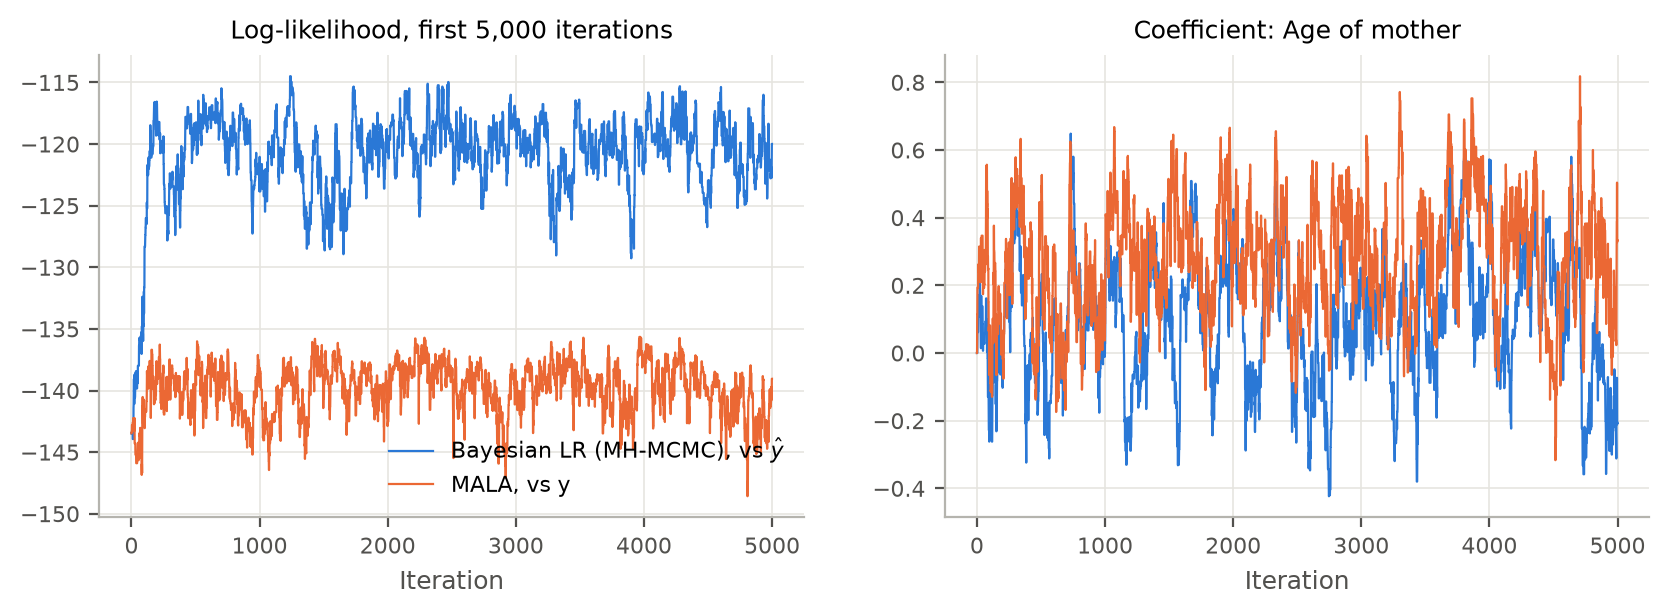 Log-likelihood, first 5,000 iterations
−115
−120
−125
−130
−135
−140
−145
−150
Bayesian LR (MH-MCMC), vs ŷ
MALA, vs y
0 1000 2000 3000 4000 5000
Iteration
Coefficient: Age of mother
0.8
0.6
0.4
0.2
0.0
−0.2
−0.4
0 1000 2000 3000 4000 5000
Iteration